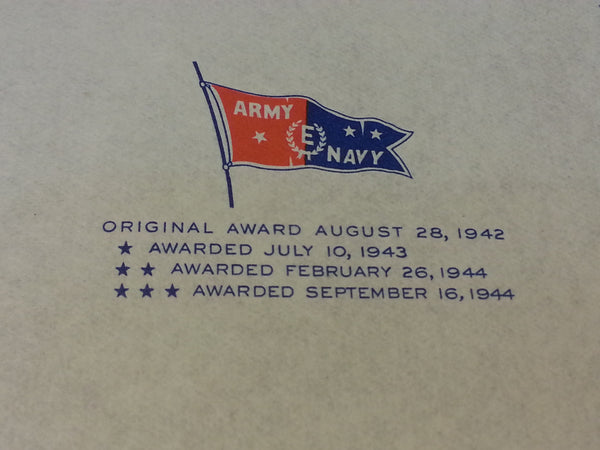 ARMY
E
NAVY
ORIGINAL AWARD AUGUST 28, 1942
★ AWARDED JULY 10, 1943
★ ★ AWARDED FEBRUARY 26, 1944
★ ★ ★ AWARDED SEPTEMBER 16, 1944